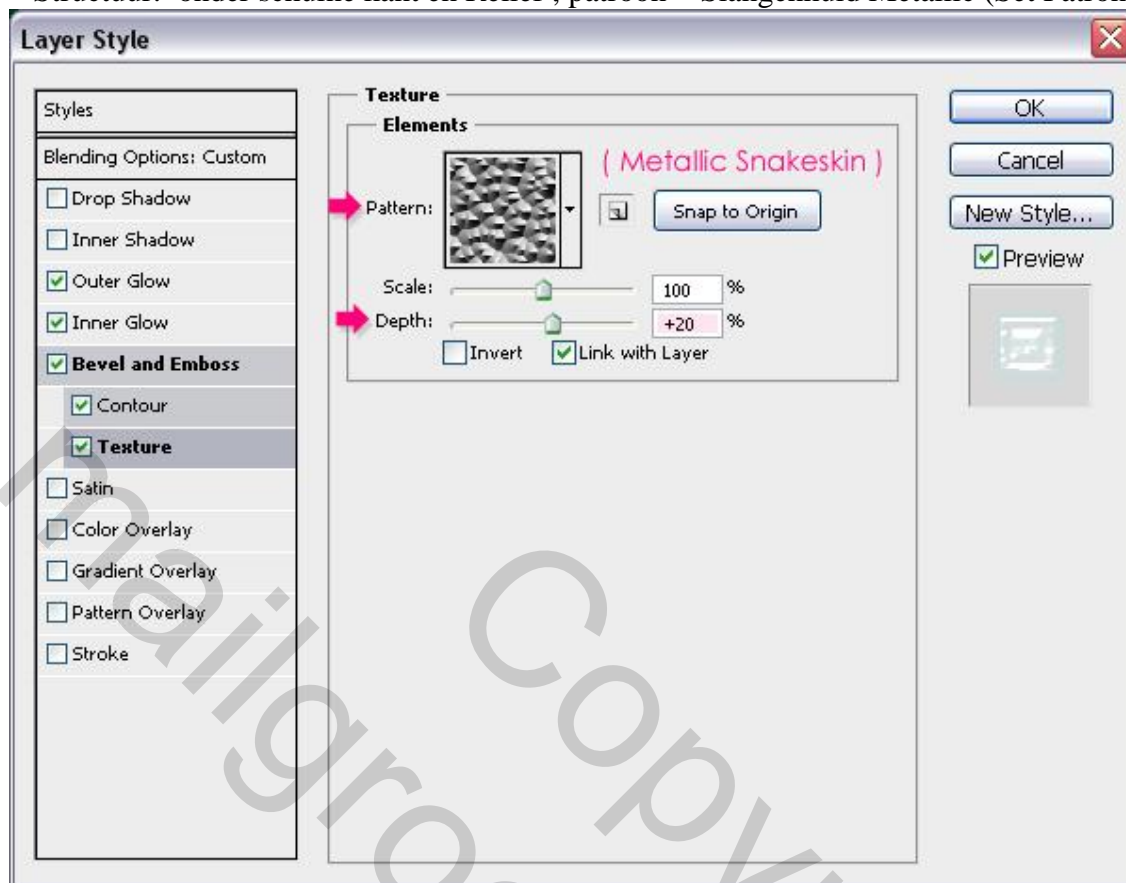 Structuur: onder schuine kant en Reliëf ; patroon = Slangenhuid Metallic (Set Patron
Layer Style
Styles
Blending Options: Custom
Drop Shadow
Inner Shadow
Outer Glow
Inner Glow
Bevel and Emboss
Contour
Texture
Satin
Color Overlay
Gradient Overlay
Pattern Overlay
Stroke
Texture
Elements
( Metallic Snakeskin )
Pattern:
Snap to Origin
Scale: 100 %
Depth: +20 %
Invert Link with Layer
OK
Cancel
New Style...
Preview
mailgro
Copy